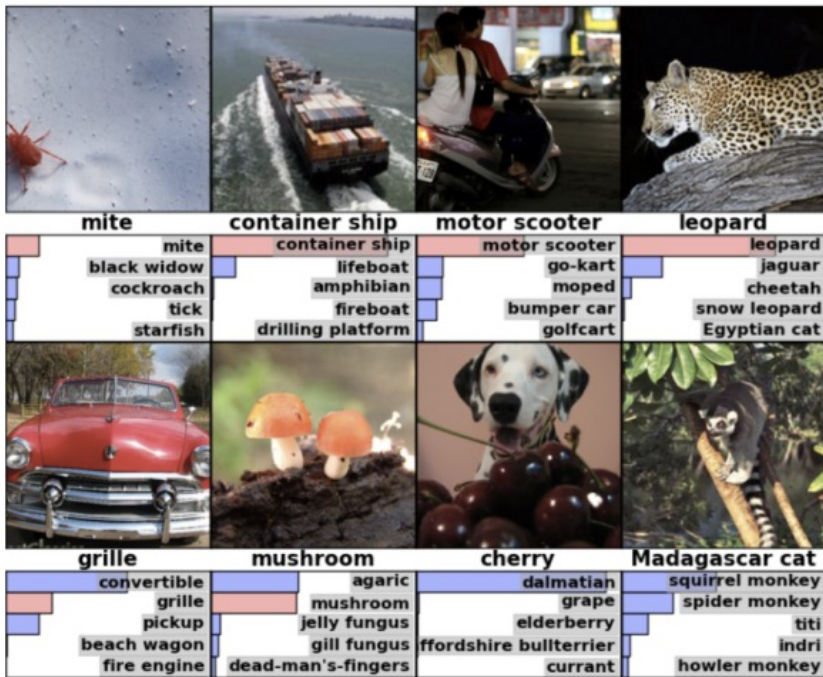 mite
container ship
motor scooter
leopard
mite
black widow
cockroach
tick
starfish
container ship
lifeboat
amphibian
fireboat
drilling platform
motor scooter
go-kart
moped
bumper car
golfcart
leopard
jaguar
cheetah
snow leopard
Egyptian cat
grille
mushroom
cherry
Madagascar cat
convertible
grille
pickup
beach wagon
fire engine
agaric
mushroom
jelly fungus
gill fungus
dead-man's-fingers
dalmatian
grape
elderberry
ffordshire bullterrier
currant
squirrel monkey
spider monkey
titi
indri
howler monkey